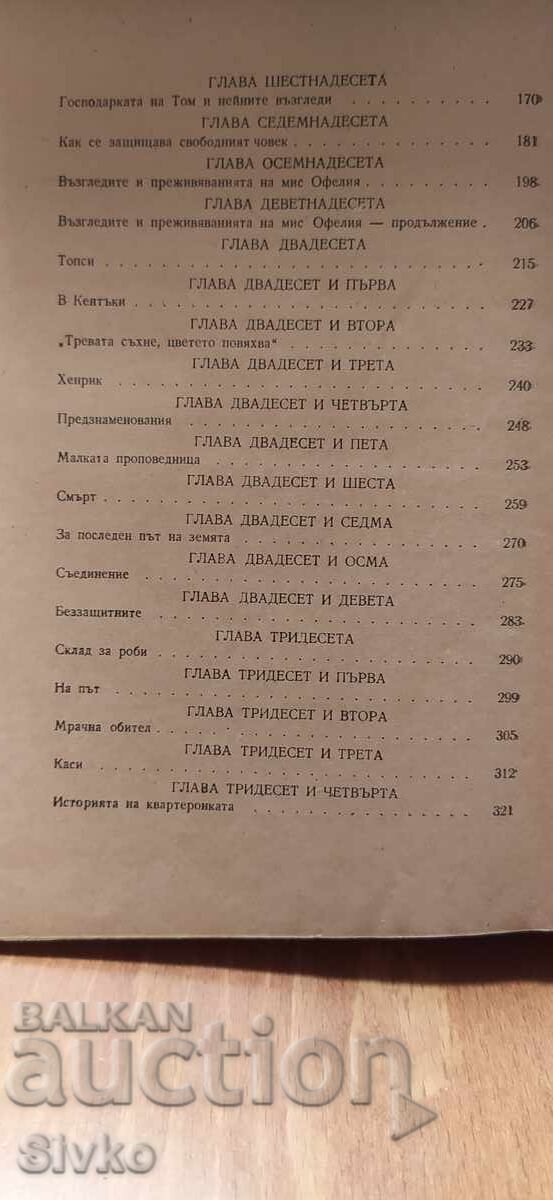 ГЛАВА ШЕСТНАДЕСЕТА
Господарката на Том и нейните възгледи . . . . . . . . . . 170
ГЛАВА СЕДЕМНАДЕСЕТА
Как се защищава свободният човек . . . . . . . . . . . . 181
ГЛАВА ОСЕМНАДЕСЕТА
Възгледите и преживяванията на мис Офелия . . . . . . . . 198
ГЛАВА ДЕВЕТНАДЕСЕТА
Възгледите и преживяванията на мис Офелия — продължение . 206
ГЛАВА ДВАДЕСЕТА
Топси . . . . . . . . . . . . . . . . . . . . 215
ГЛАВА ДВАДЕСЕТ И ПЪРВА
В Кентъки . . . . . . . . . . . . . . . . . . . 227
ГЛАВА ДВАДЕСЕТ И ВТОРА
„Тревата съхне, цветето повяхва“ . . . . . . . . . . . . 233
ГЛАВА ДВАДЕСЕТ И ТРЕТА
Хенрик . . . . . . . . . . . . . . . . . . . . 240
ГЛАВА ДВАДЕСЕТ И ЧЕТВЪРТА
Предзнаменования . . . . . . . . . . . . . . . . . 248
ГЛАВА ДВАДЕСЕТ И ПЕТА
Малката проповедница . . . . . . . . . . . . . . . 253
ГЛАВА ДВАДЕСЕТ И ШЕСТА
Смърт . . . . . . . . . . . . . . . . . . . . 259
ГЛАВА ДВАДЕСЕТ И СЕДМА
За последен път на земята . . . . . . . . . . . . . . 270
ГЛАВА ДВАДЕСЕТ И ОСМА
Съединение . . . . . . . . . . . . . . . . . . . 275
ГЛАВА ДВАДЕСЕТ И ДЕВЕТА
Беззащитните . . . . . . . . . . . . . . . . . . 283
ГЛАВА ТРИДЕСЕТА
Склад за роби . . . . . . . . . . . . . . . . . . 290
ГЛАВА ТРИДЕСЕТ И ПЪРВА
На път . . . . . . . . . . . . . . . . . . . . 299
ГЛАВА ТРИДЕСЕТ И ВТОРА
Мрачна обител . . . . . . . . . . . . . . . . . . 305
ГЛАВА ТРИДЕСЕТ И ТРЕТА
Каси . . . . . . . . . . . . . . . . . . . . . 312
ГЛАВА ТРИДЕСЕТ И ЧЕТВЪРТА
Историята на квартеронката . . . . . . . . . . . . . 321
BALKAN
auction
Sivko